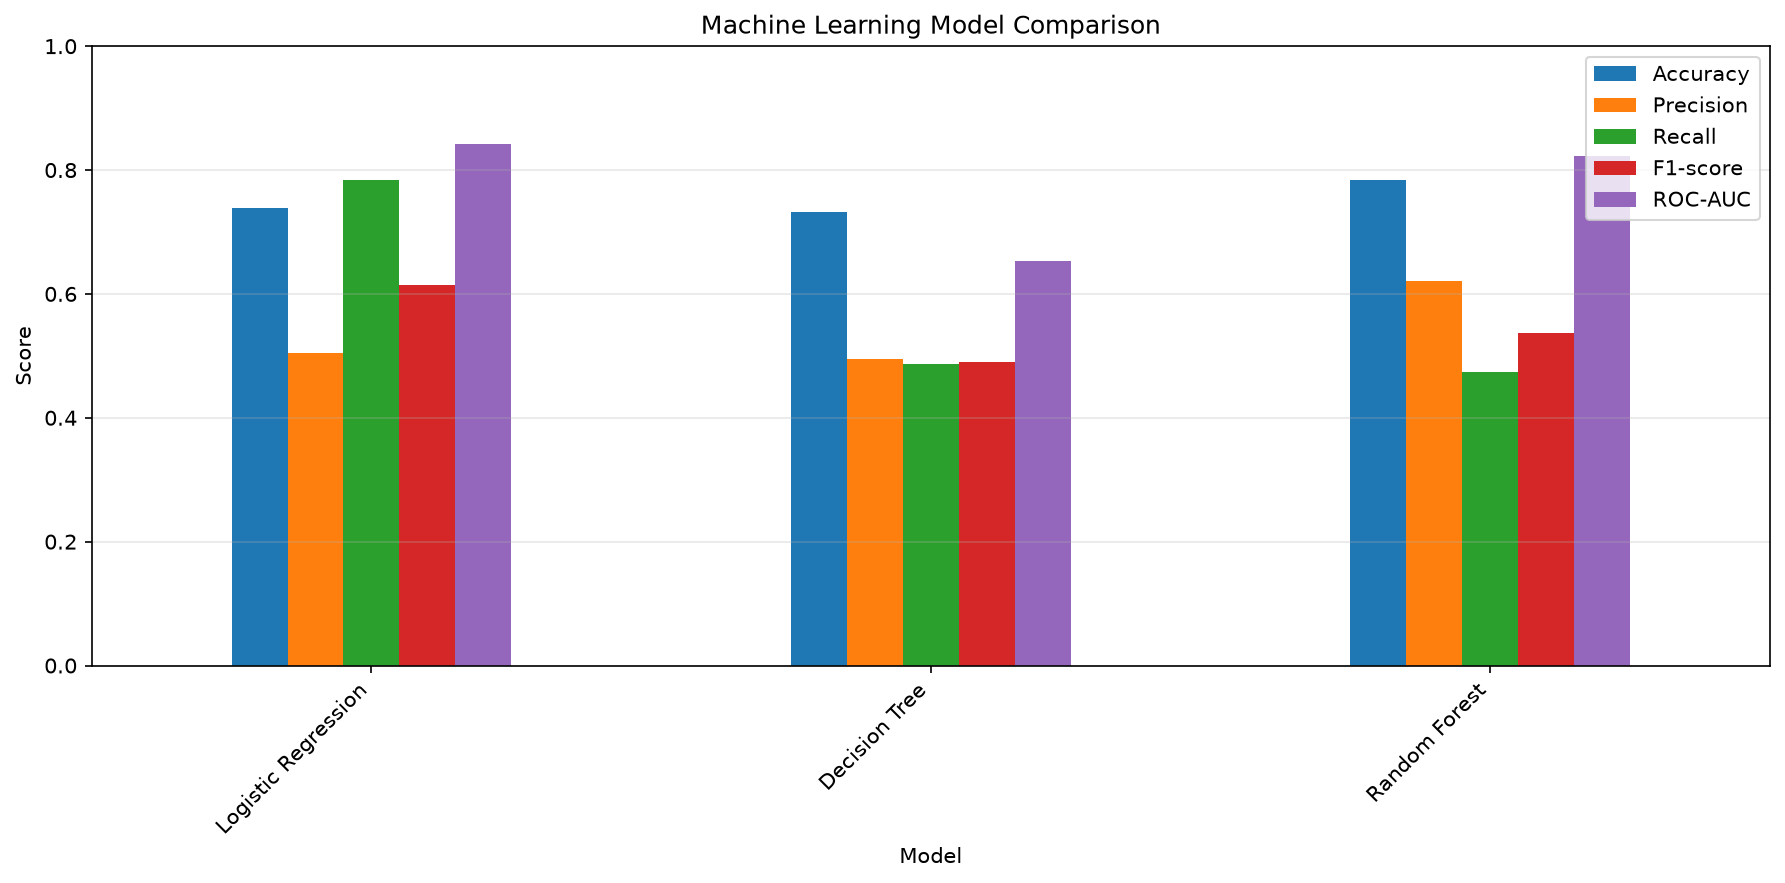 Machine Learning Model Comparison
1.0
0.8
0.6
0.4
0.2
0.0
Score
Accuracy
Precision
Recall
F1-score
ROC-AUC
Logistic Regression
Decision Tree
Random Forest
Model